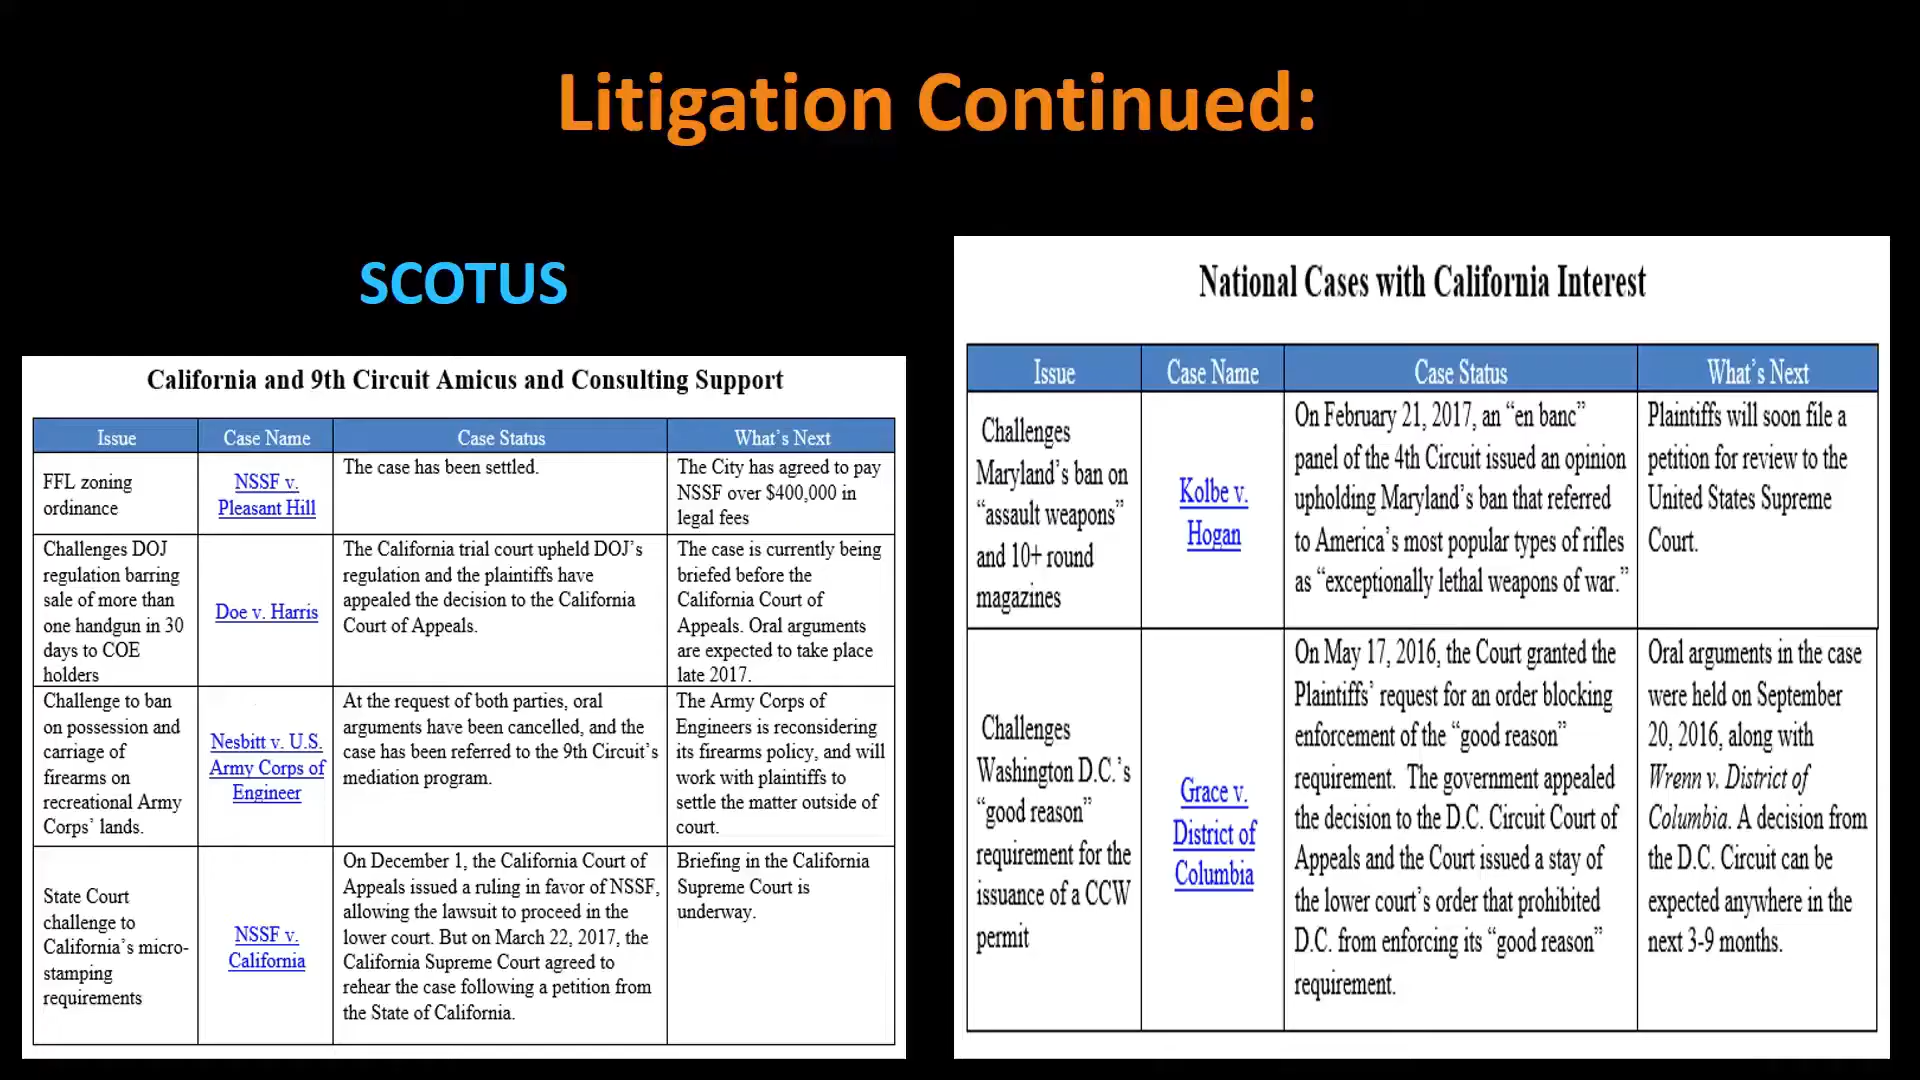 Litigation Continued:
SCOTUS
California and 9th Circuit Amicus and Consulting Support
Issue
Case Name
Case Status
What's Next
FFL zoning
ordinance
NSSF v.
Pleasant Hill
The case has been settled.
The City has agreed to pay
NSSF over $400,000 in
legal fees
Challenges DOJ
regulation barring
sale of more than
one handgun in 30
days to COE
holders
Doe v. Harris
The California trial court upheld DOJ's
regulation and the plaintiffs have
appealed the decision to the California
Court of Appeals.
The case is currently being
briefed before the
California Court of
Appeals. Oral arguments
are expected to take place
late 2017.
Challenge to ban
on possession and
carriage of
firearms on
recreational Army
Corps' lands.
Nesbitt v. U.S.
Army Corps of
Engineer
At the request of both parties, oral
arguments have been cancelled, and the
case has been referred to the 9th Circuit's
mediation program.
The Army Corps of
Engineers is reconsidering
its firearms policy, and will
work with plaintiffs to
settle the matter outside of
court.
State Court
challenge to
California's micro-
stamping
requirements
NSSF v.
California
On December 1, the California Court of
Appeals issued a ruling in favor of NSSF,
allowing the lawsuit to proceed in the
lower court. But on March 22, 2017, the
California Supreme Court agreed to
rehear the case following a petition from
the State of California.
Briefing in the California
Supreme Court is
underway.
National Cases with California Interest
Issue
Case Name
Case Status
What's Next
Challenges
Maryland's ban on
"assault weapons"
and 10+ round
magazines
Kolbe v.
Hogan
On February 21, 2017, an "en banc"
panel of the 4th Circuit issued an opinion
upholding Maryland's ban that referred
to America's most popular types of rifles
as "exceptionally lethal weapons of war."
Plaintiffs will soon file a
petition for review to the
United States Supreme
Court.
Challenges
Washington D.C.'s
"good reason"
requirement for the
issuance of a CCW
permit
Grace v.
District of
Columbia
On May 17, 2016, the Court granted the
Plaintiffs' request for an order blocking
enforcement of the "good reason"
requirement. The government appealed
the decision to the D.C. Circuit Court of
Appeals and the Court issued a stay of
the lower court's order that prohibited
D.C. from enforcing its "good reason"
requirement.
Oral arguments in the case
were held on September
20, 2016, along with
Wrenn v. District of
Columbia. A decision from
the D.C. Circuit can be
expected anywhere in the
next 3-9 months.